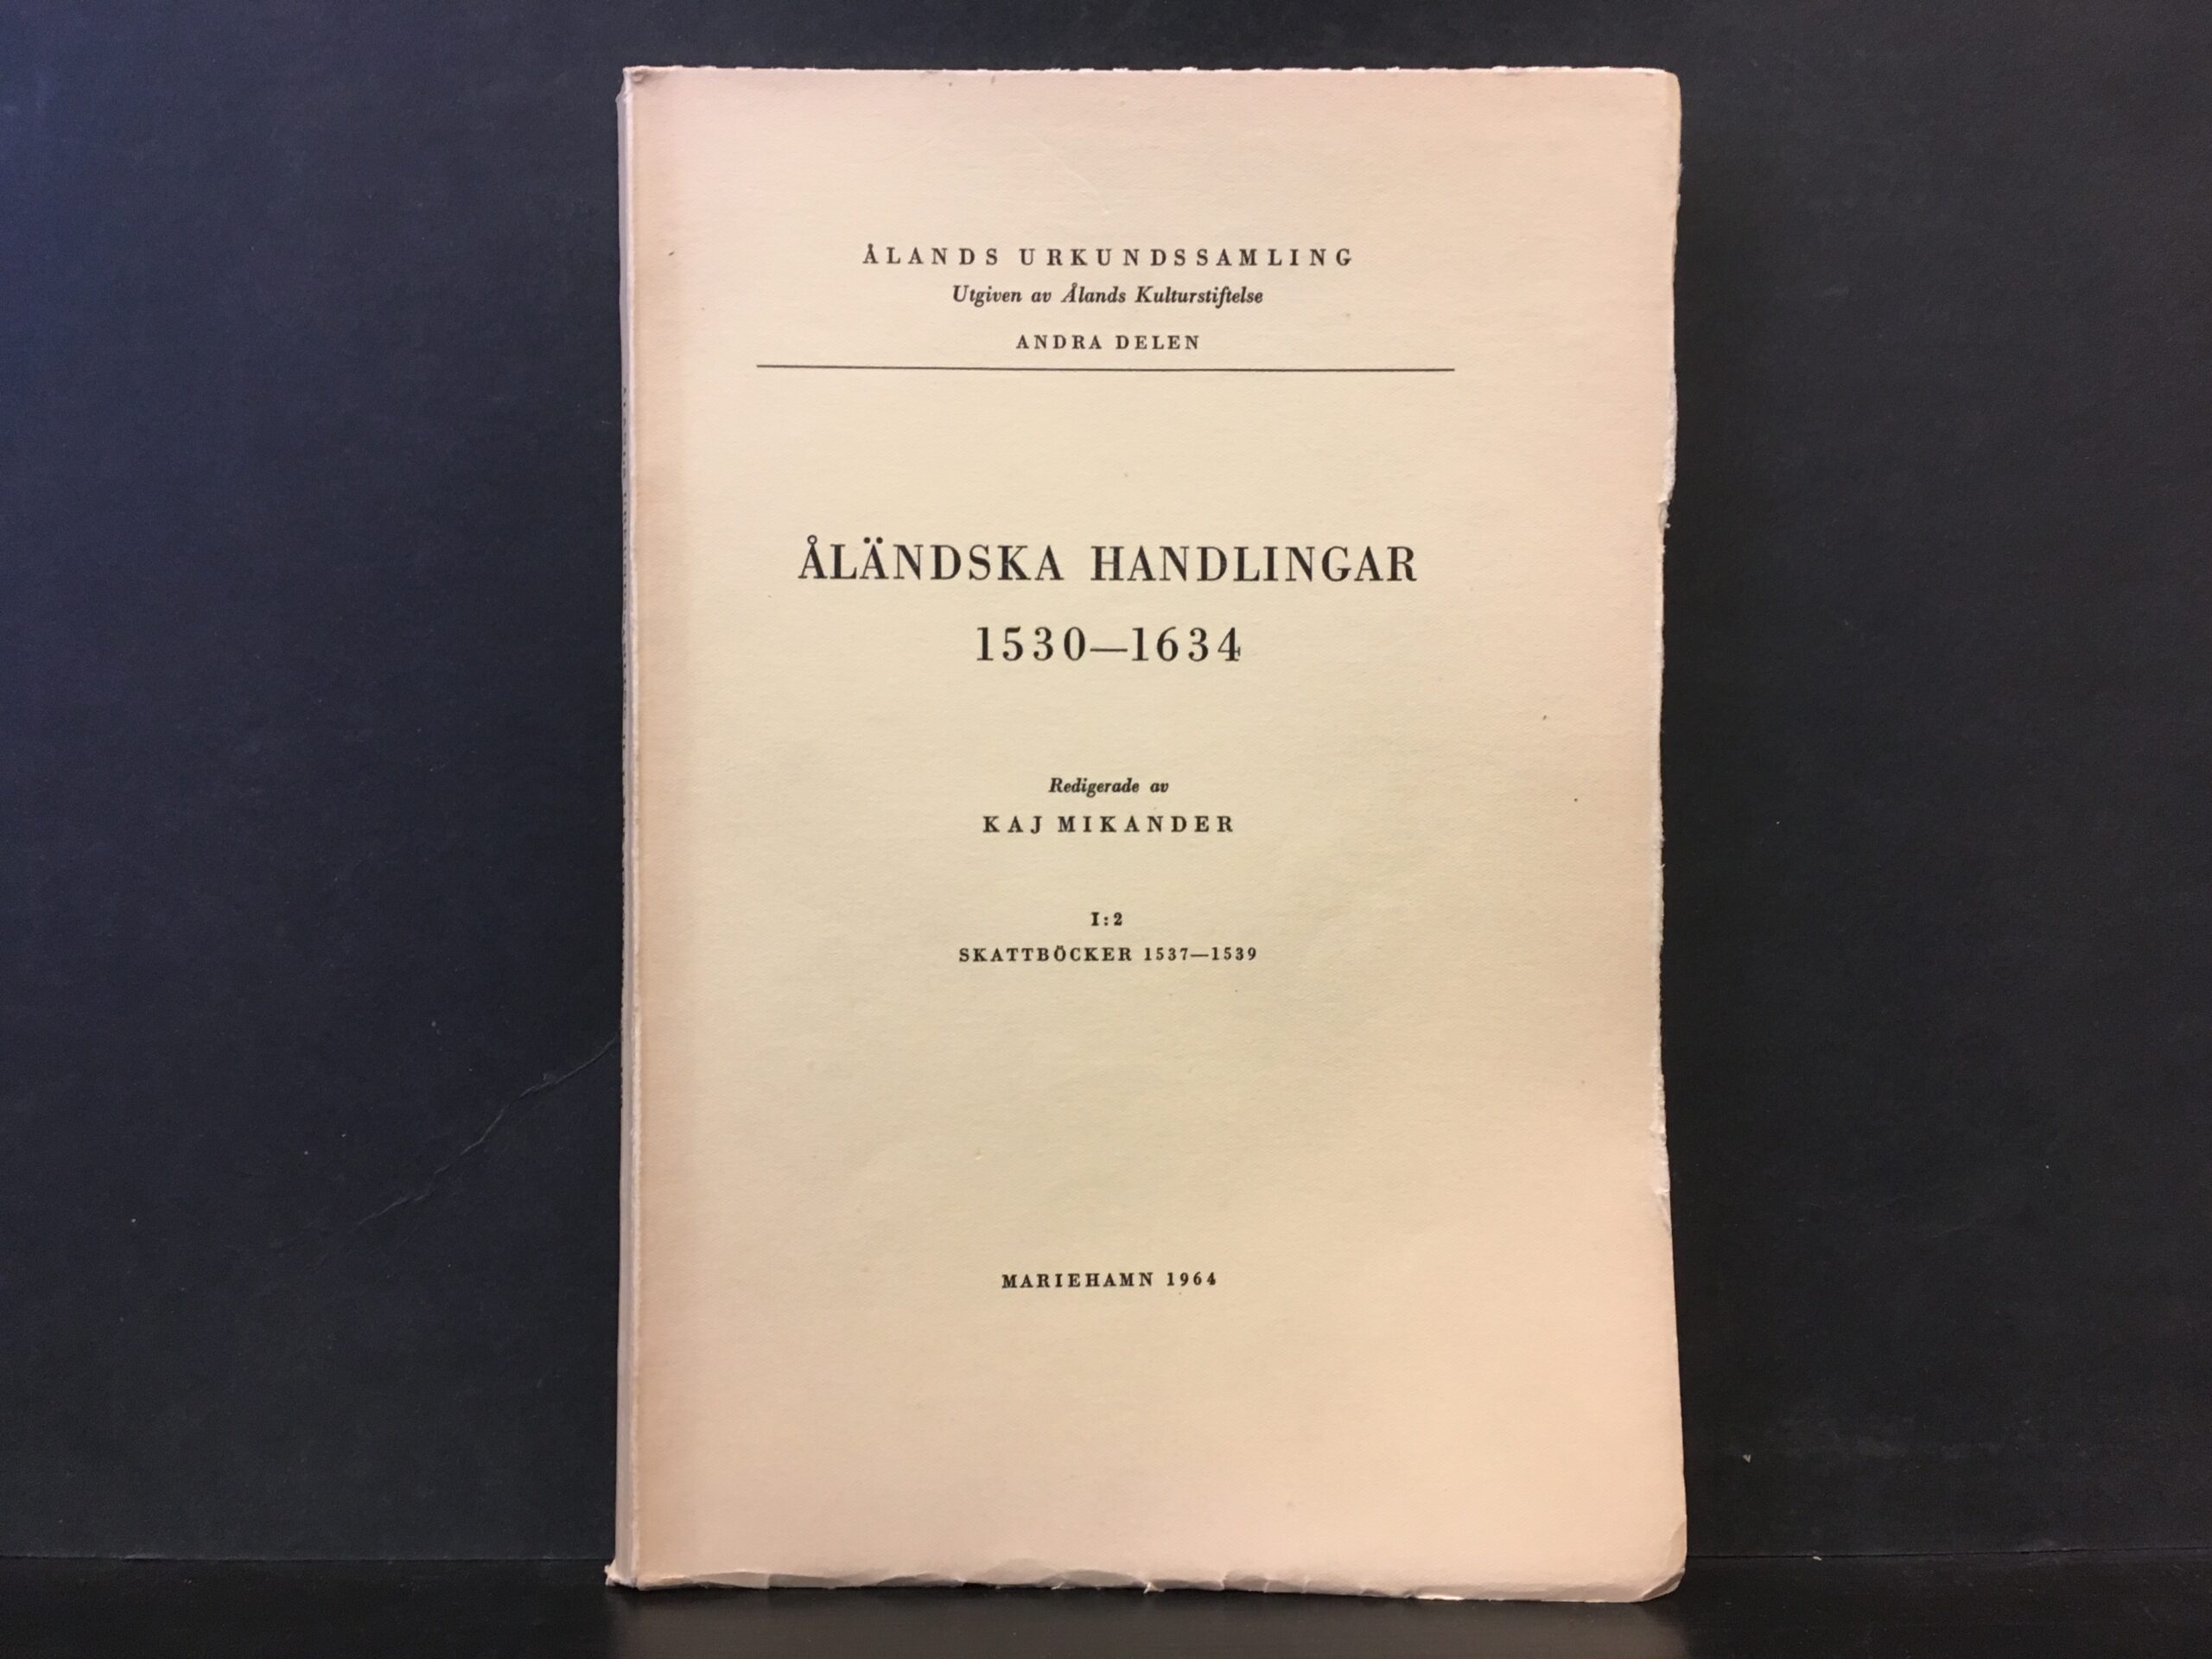 ÅLANDS URKUNDSSAMLING
Utgiven av Ålands Kulturstiftelse
ANDRA DELEN
ÅLÄNDSKA HANDLINGAR
1530—1634
Redigerade av
KAJ MIKANDER
I:2
SKATTBÖCKER 1537—1539
MARIEHAMN 1964